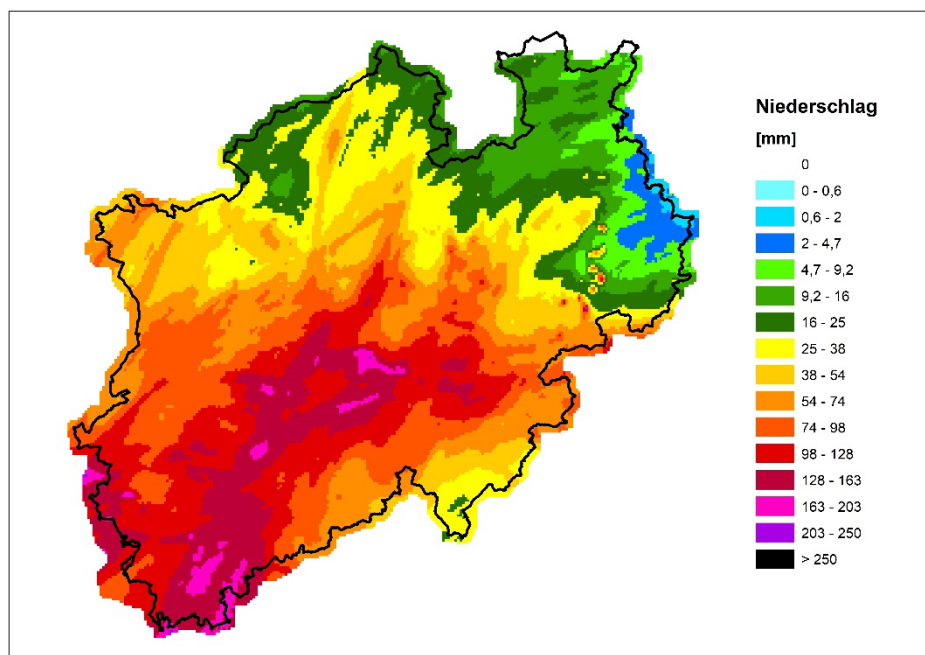 Niederschlag
[mm]
0
0 - 0,6
0,6 - 2
2 - 4,7
4,7 - 9,2
9,2 - 16
16 - 25
25 - 38
38 - 54
54 - 74
74 - 98
98 - 128
128 - 163
163 - 203
203 - 250
> 250